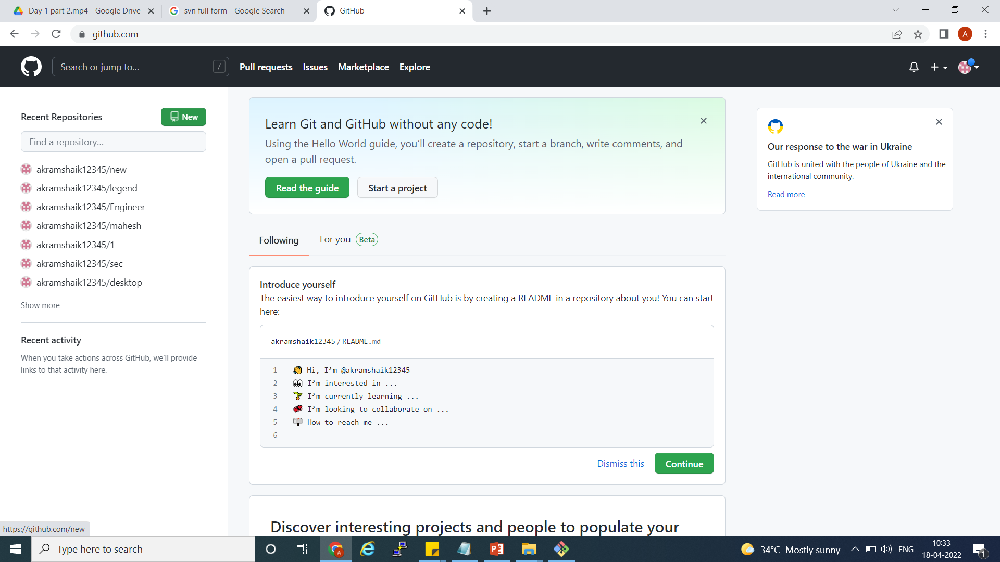 Day 1 part 2.mp4 - Google Drive
svn full form - Google Search
GitHub
github.com
A
Search or jump to...
/
Pull requests
Issues
Marketplace
Explore
Recent Repositories
New
Find a repository...
akramshaik12345/new
akramshaik12345/legend
akramshaik12345/Engineer
akramshaik12345/mahesh
akramshaik12345/1
akramshaik12345/sec
akramshaik12345/desktop
Show more
Recent activity
When you take actions across GitHub, we’ll provide
links to that activity here.
Learn Git and GitHub without any code!
Using the Hello World guide, you’ll create a repository, start a branch, write comments, and
open a pull request.
Read the guide
Start a project
Following
For you
Beta
Introduce yourself
The easiest way to introduce yourself on GitHub is by creating a README in a repository about you! You can start
here:
akramshaik12345 / README.md
1 - 👋 Hi, I’m @akramshaik12345
2 - 👀 I’m interested in ...
3 - 🌱 I’m currently learning ...
4 - 💞️ I’m looking to collaborate on ...
5 - 📫 How to reach me ...
6
Dismiss this
Continue
Discover interesting projects and people to populate your
Our response to the war in Ukraine
GitHub is united with the people of Ukraine and the
international community.
Read more
https://github.com/new
Type here to search
A
34°C Mostly sunny
ENG
10:33
18-04-2022
1